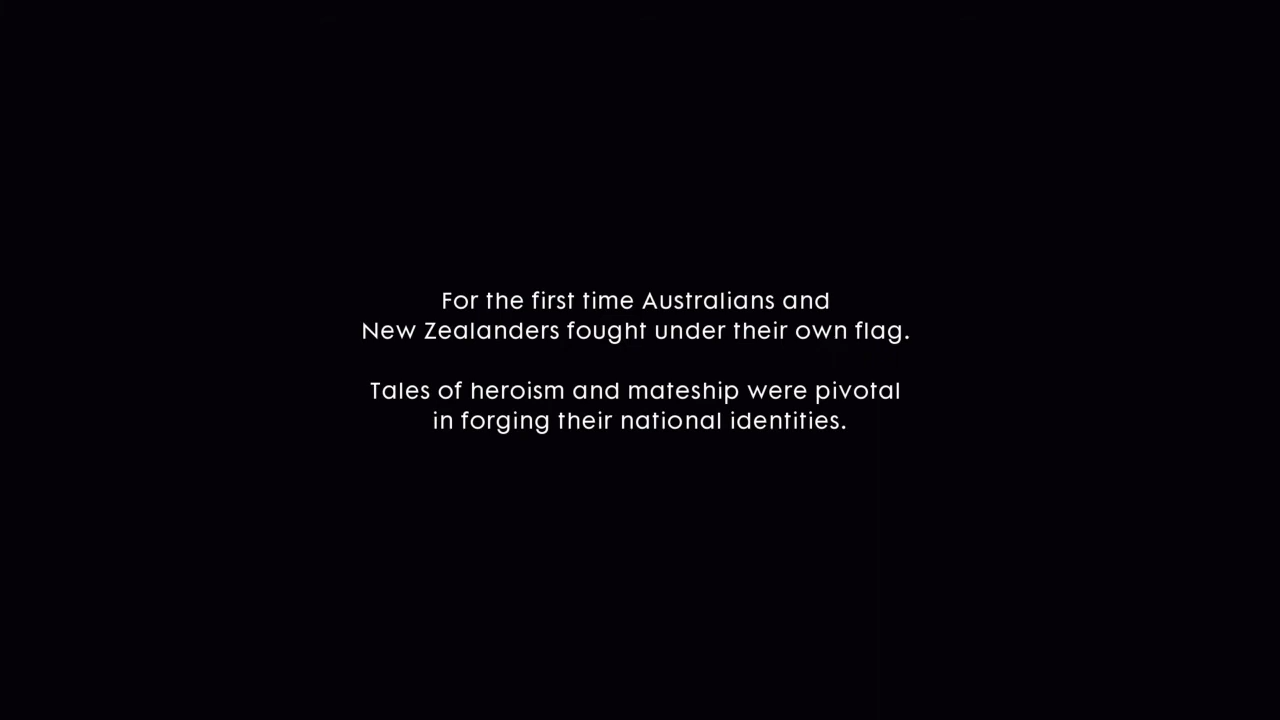 For the first time Australians and
New Zealanders fought under their own flag.
Tales of heroism and mateship were pivotal
in forging their national identities.